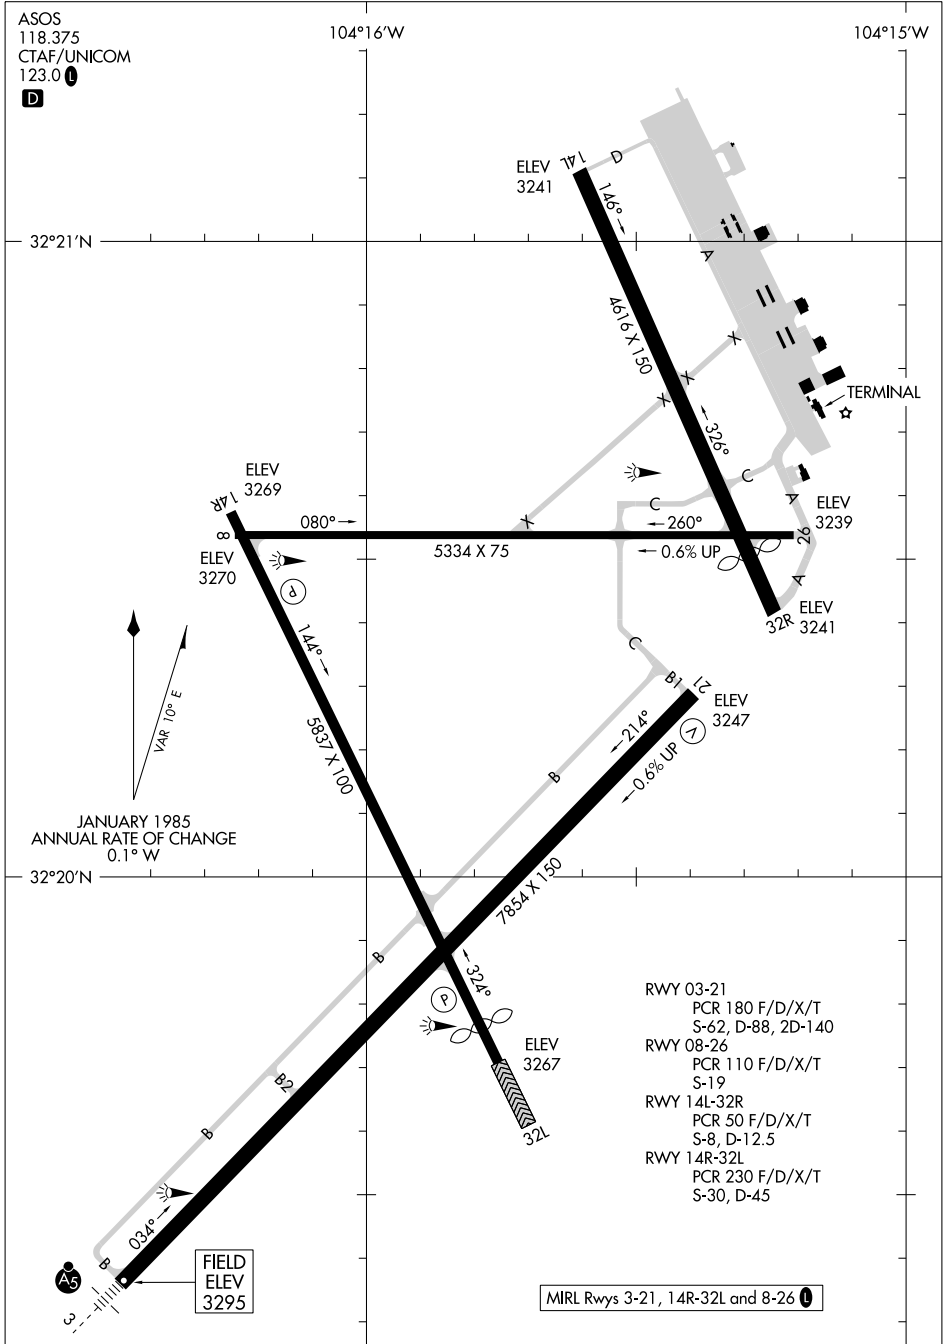 ASOS
118.375
CTAF/UNICOM
123.0 L
D
104°16'W
104°15'W
14L
D
ELEV
3241
146°
32°21'N
A
4616 X 150
X
X
X
TERMINAL
326°
C
C
A
ELEV
3269
14R
X
080°
260°
ELEV
3239
8
26
5334 X 75
0.6% UP
ELEV
3270
P
A
32R
ELEV
3241
144°
C
B1
21
ELEV
3247
V
214°
0.6% UP
VAR 10° E
5837 X 100
B
JANUARY 1985
ANNUAL RATE OF CHANGE
0.1° W
32°20'N
7854 X 150
B
324°
P
ELEV
3267
32L
RWY 03-21
PCR 180 F/D/X/T
S-62, D-88, 2D-140
RWY 08-26
PCR 110 F/D/X/T
S-19
RWY 14L-32R
PCR 50 F/D/X/T
S-8, D-12.5
RWY 14R-32L
PCR 230 F/D/X/T
S-30, D-45
B2
B
034°
B
A5
3
FIELD
ELEV
3295
MIRL Rwys 3-21, 14R-32L and 8-26 L